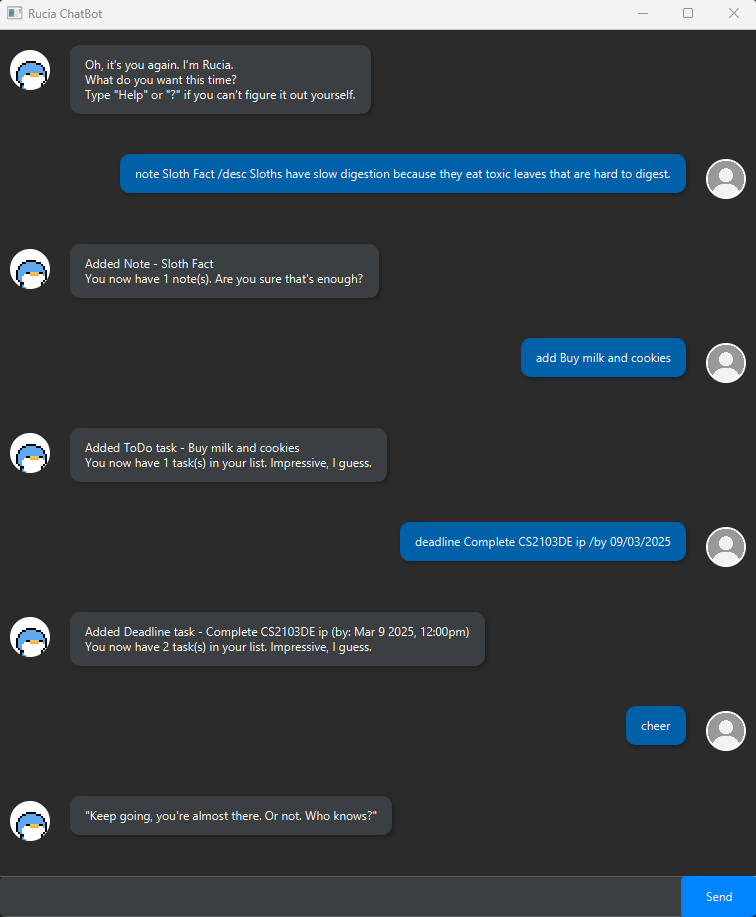 Rucia ChatBot
Oh, it's you again. I'm Rucia.
What do you want this time?
Type "Help" or "?" if you can't figure it out yourself.
note Sloth Fact /desc Sloths have slow digestion because they eat toxic leaves that are hard to digest.
Added Note - Sloth Fact
You now have 1 note(s). Are you sure that's enough?
add Buy milk and cookies
Added ToDo task - Buy milk and cookies
You now have 1 task(s) in your list. Impressive, I guess.
deadline Complete CS2103DE ip /by 09/03/2025
Added Deadline task - Complete CS2103DE ip (by: Mar 9 2025, 12:00pm)
You now have 2 task(s) in your list. Impressive, I guess.
cheer
"Keep going, you're almost there. Or not. Who knows?"
Send